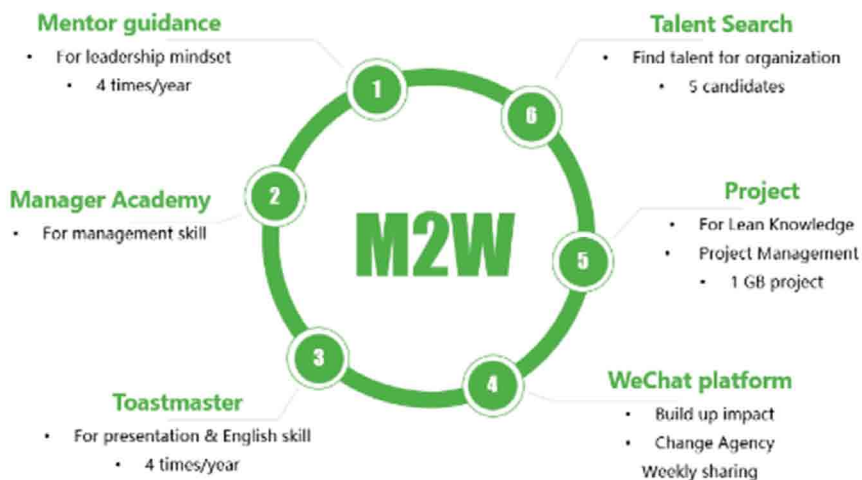 Mentor guidance
• For leadership mindset
• 4 times/year
1
2
Manager Academy
• For management skill
3
Toastmaster
• For presentation & English skill
• 4 times/year
M2W
Talent Search
• Find talent for organization
• 5 candidates
6
Project
• For Lean Knowledge
• Project Management
• 1 GB project
5
4
WeChat platform
• Build up impact
• Change Agency
Weekly sharing